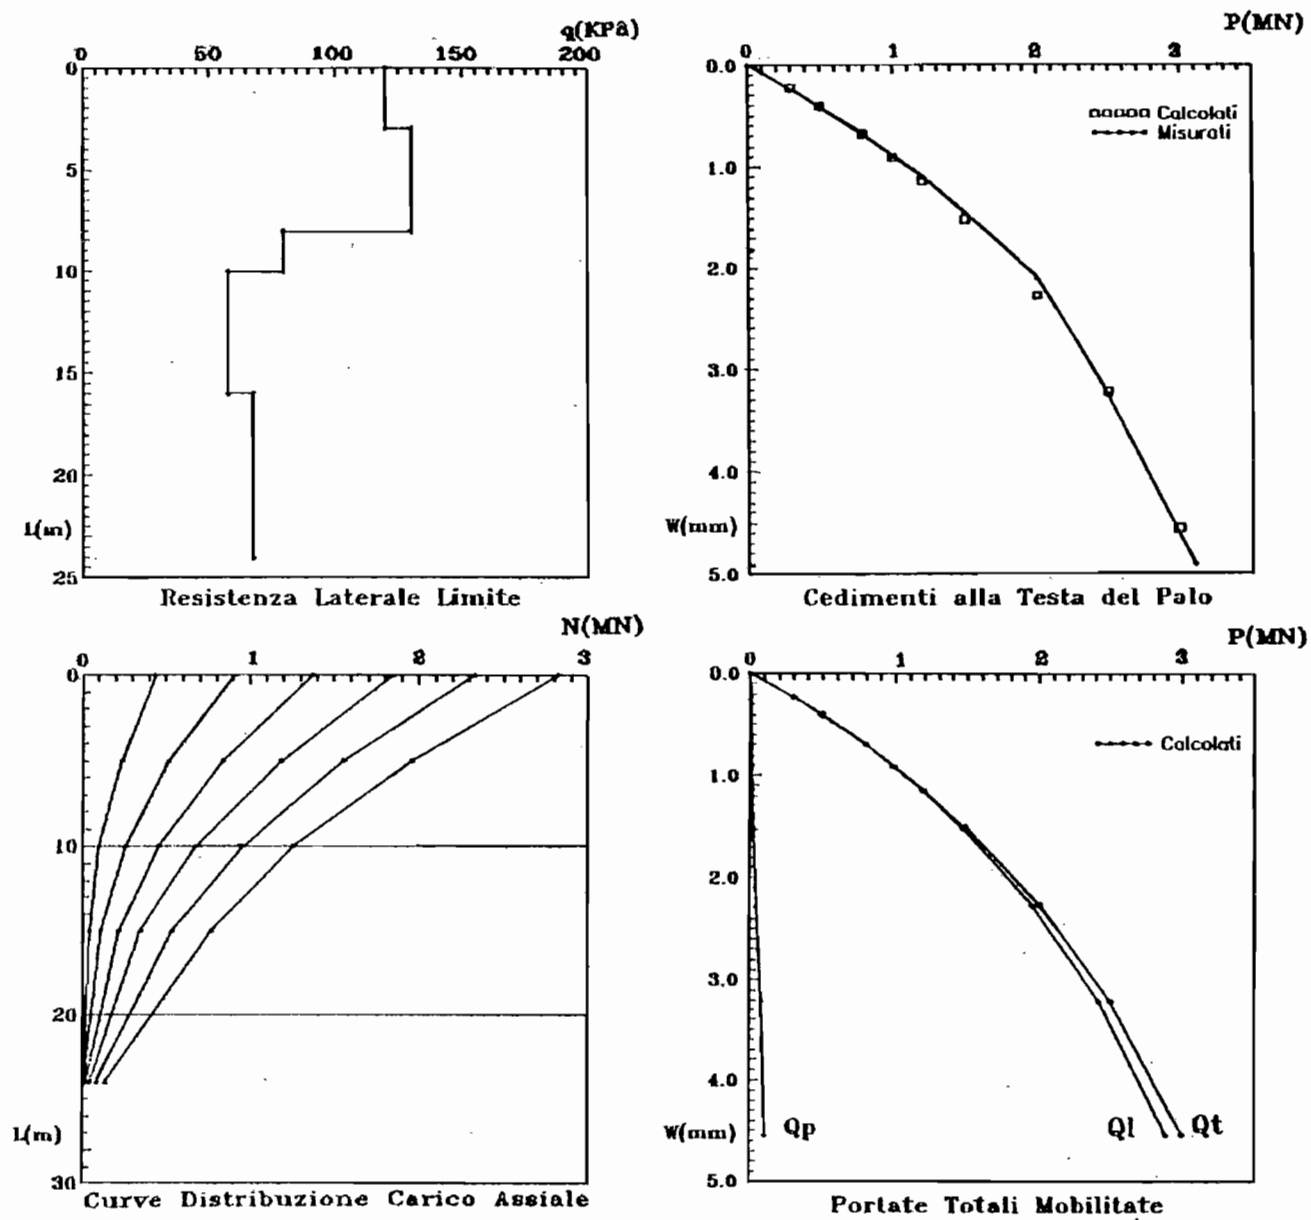 q(KPa)
0 50 100 150 200
0
5
10
15
20
L(m)
25
Resistenza Laterale Limite
P(MN)
0 1 2 3
0.0
1.0
2.0
3.0
4.0
W(mm)
5.0
Calcolati
Misurati
Cedimenti alla Testa del Palo
N(MN)
0 1 2 3
0
10
20
L(m)
30
Curve Distribuzione Carico Assiale
P(MN)
0 1 2 3
0.0
1.0
2.0
3.0
4.0
W(mm)
5.0
Calcolati
Qp Ql Qt
Portate Totali Mobilitate